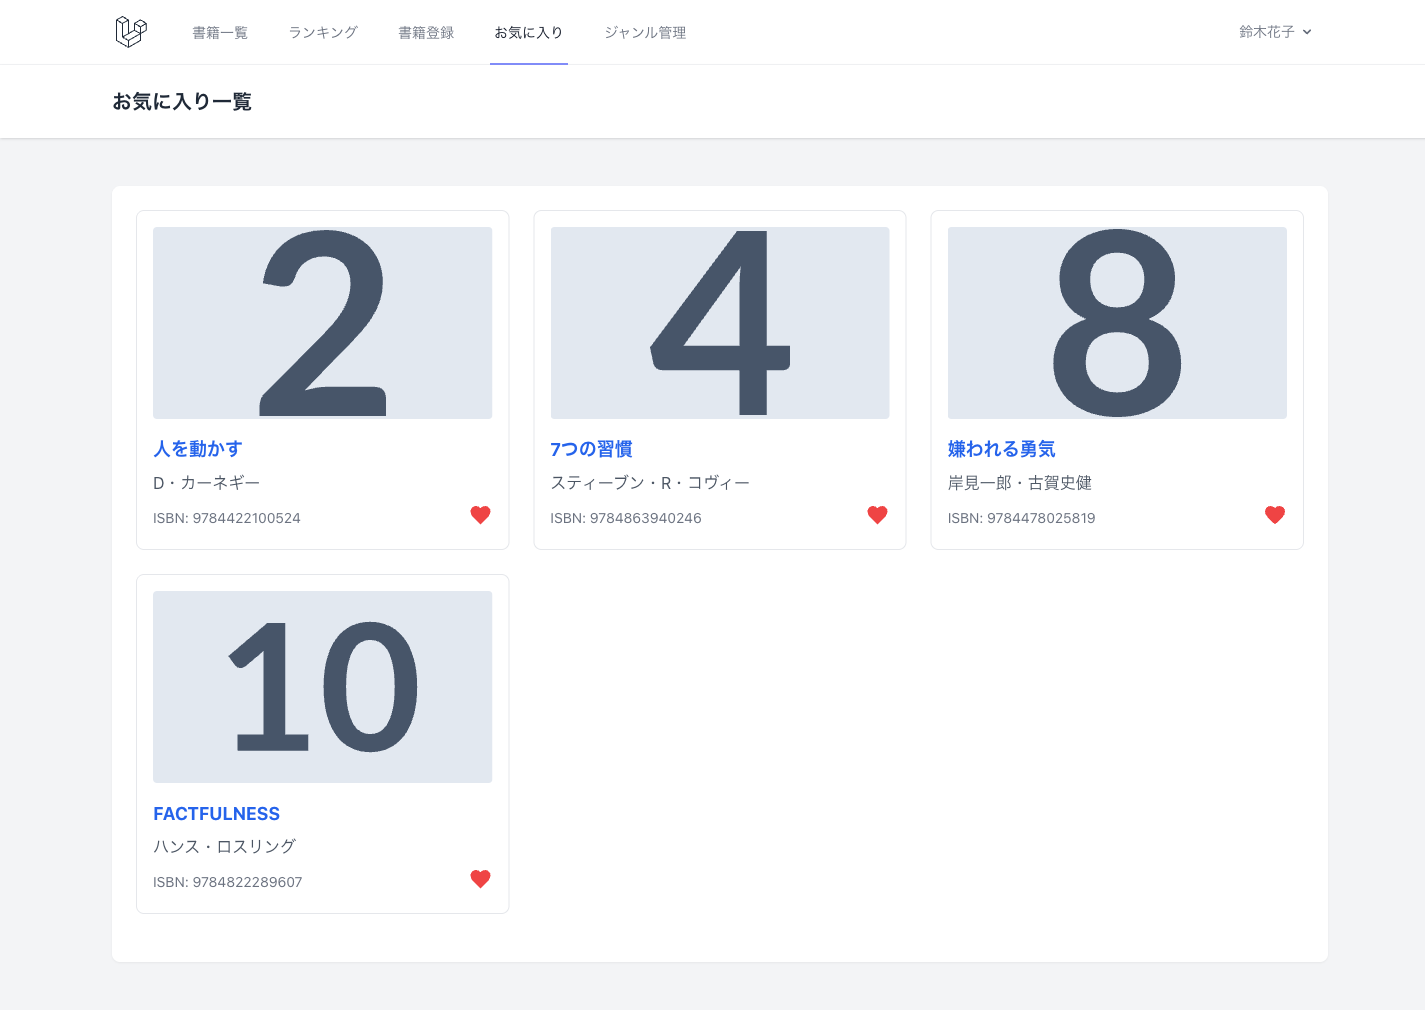 書籍一覧 ランキング 書籍登録 お気に入り ジャンル管理 鈴木花子
お気に入り一覧
2
人を動かす
D・カーネギー
ISBN: 9784422100524
4
7つの習慣
スティーブン・R・コヴィー
ISBN: 9784863940246
8
嫌われる勇気
岸見一郎・古賀史健
ISBN: 9784478025819
10
FACTFULNESS
ハンス・ロスリング
ISBN: 9784822289607